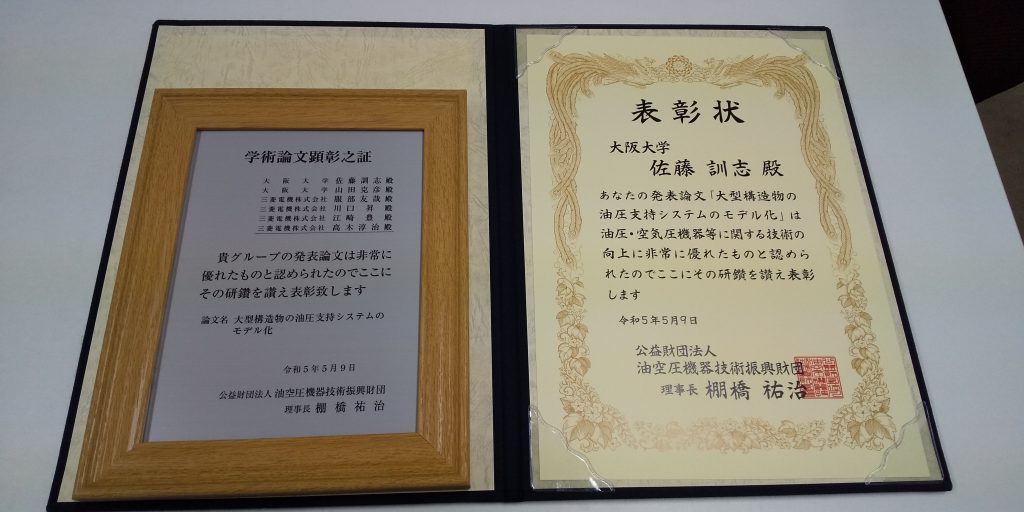 学術論文顕彰之証
大阪大学 佐藤訓志殿
大阪大学 山田克彦殿
三菱電機株式会社 服部友哉殿
三菱電機株式会社 川口昇殿
三菱電機株式会社 江崎豊殿
三菱電機株式会社 高木淳治殿
貴グループの発表論文は非常に
優れたものと認められたのでここに
その研鑽を讃え表彰致します
論文名 大型構造物の油圧支持システムの
モデル化
令和5年5月9日
公益財団法人 油空圧機器技術振興財団
理事長 棚橋祐治
表彰状
大阪大学
佐藤 訓志 殿
あなたの発表論文「大型構造物の
油圧支持システムのモデル化」は
油圧・空気圧機器等に関する技術の
向上に非常に優れたものと認めら
れたのでここにその研鑽を讃え表彰
します
令和5年5月9日
公益財団法人
油空圧機器技術振興財団
理事長 棚橋 祐治